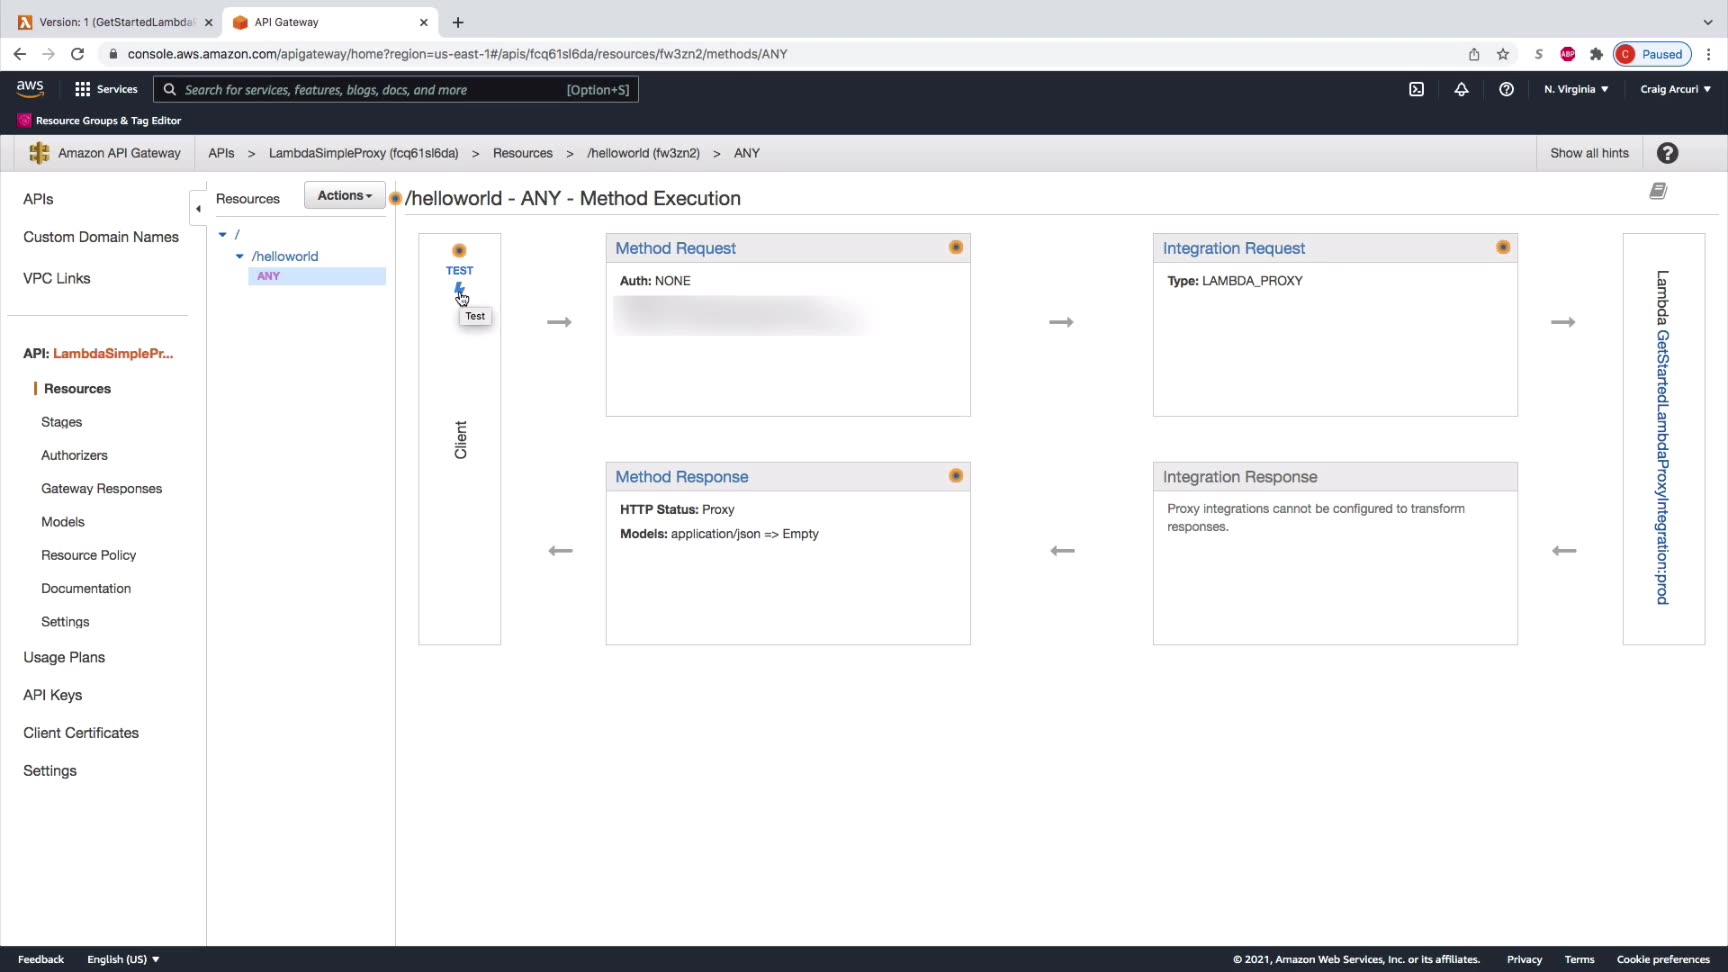 Version: 1 (GetStartedLambdaP
API Gateway
console.aws.amazon.com/apigateway/home?region=us-east-1#/apis/fcq61sl6da/resources/fw3zn2/methods/ANY
S
ABP
C Paused
aws
Services
Search for services, features, blogs, docs, and more [Option+S]
N. Virginia
Craig Arcuri
Resource Groups & Tag Editor
Amazon API Gateway
APIs > LambdaSimpleProxy (fcq61sl6da) > Resources > /helloworld (fw3zn2) > ANY
Show all hints
APIs
Custom Domain Names
VPC Links
API: LambdaSimplePr...
Resources
Stages
Authorizers
Gateway Responses
Models
Resource Policy
Documentation
Settings
Usage Plans
API Keys
Client Certificates
Settings
Resources
Actions
/
/helloworld
ANY
/helloworld - ANY - Method Execution
TEST
Test
Client
Method Request
Auth: NONE
Integration Request
Type: LAMBDA_PROXY
Method Response
HTTP Status: Proxy
Models: application/json => Empty
Integration Response
Proxy integrations cannot be configured to transform
responses.
Lambda GetStartedLambdaProxyIntegration:prod
Feedback
English (US)
© 2021, Amazon Web Services, Inc. or its affiliates.
Privacy
Terms
Cookie preferences